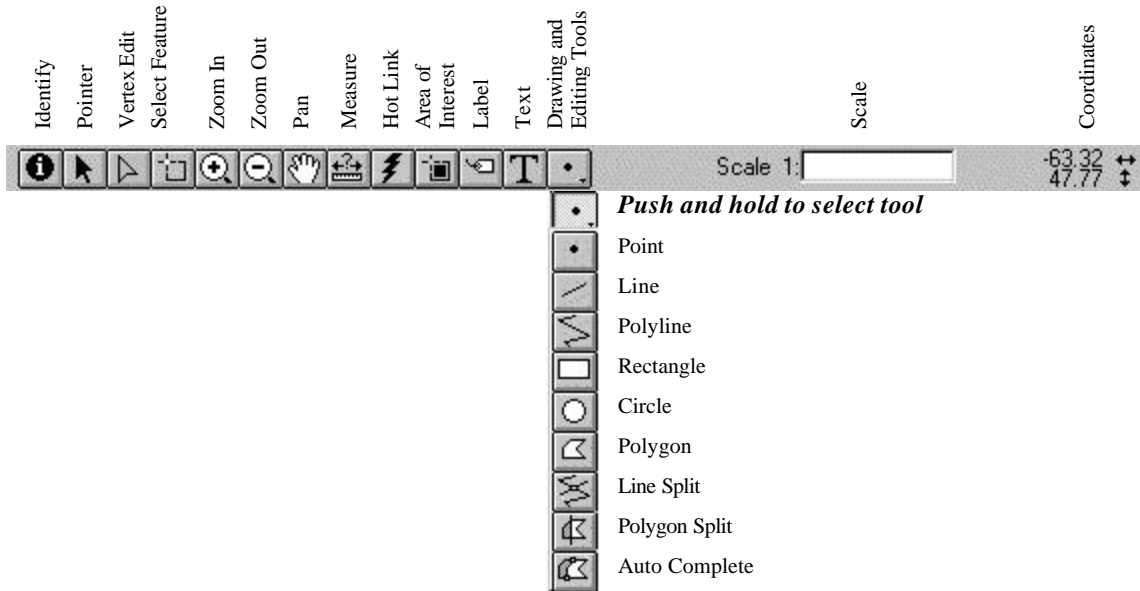 Identify
Pointer
Vertex Edit
Select Feature
Zoom In
Zoom Out
Pan
Measure
Hot Link
Area of
Interest
Label
Text
Drawing and
Editing Tools
Scale
Coordinates
T
Scale 1:
-63.32
47.77
Push and hold to select tool
Point
Line
Polyline
Rectangle
Circle
Polygon
Line Split
Polygon Split
Auto Complete